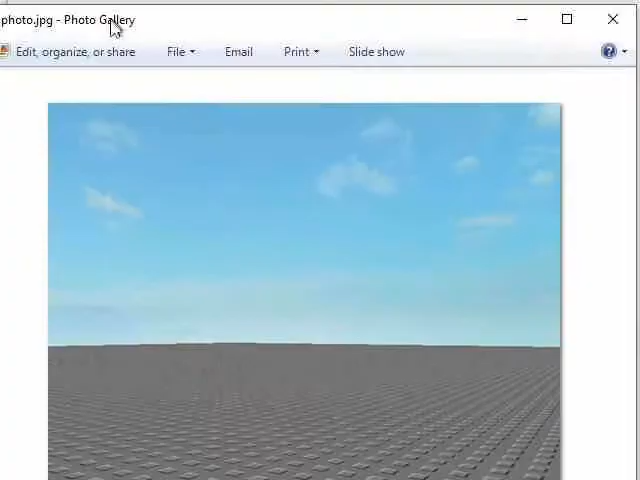 photo.jpg - Photo Gallery
Edit, organize, or share File Email Print Slide show ?